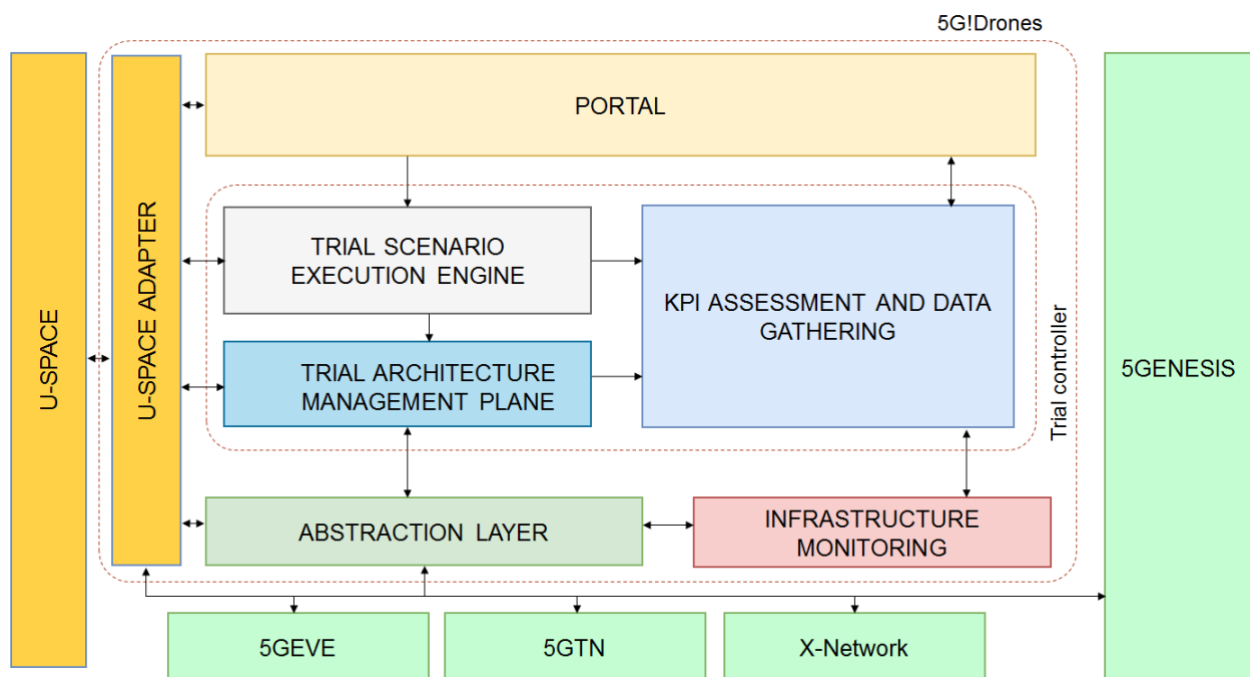 5G!Drones
PORTAL
U-SPACE
U-SPACE ADAPTER
TRIAL SCENARIO
EXECUTION ENGINE
KPI ASSESSMENT AND DATA
GATHERING
TRIAL ARCHITECTURE
MANAGEMENT PLANE
Trial controller
5GENESIS
ABSTRACTION LAYER
INFRASTRUCTURE
MONITORING
5GEVE
5GTN
X-Network